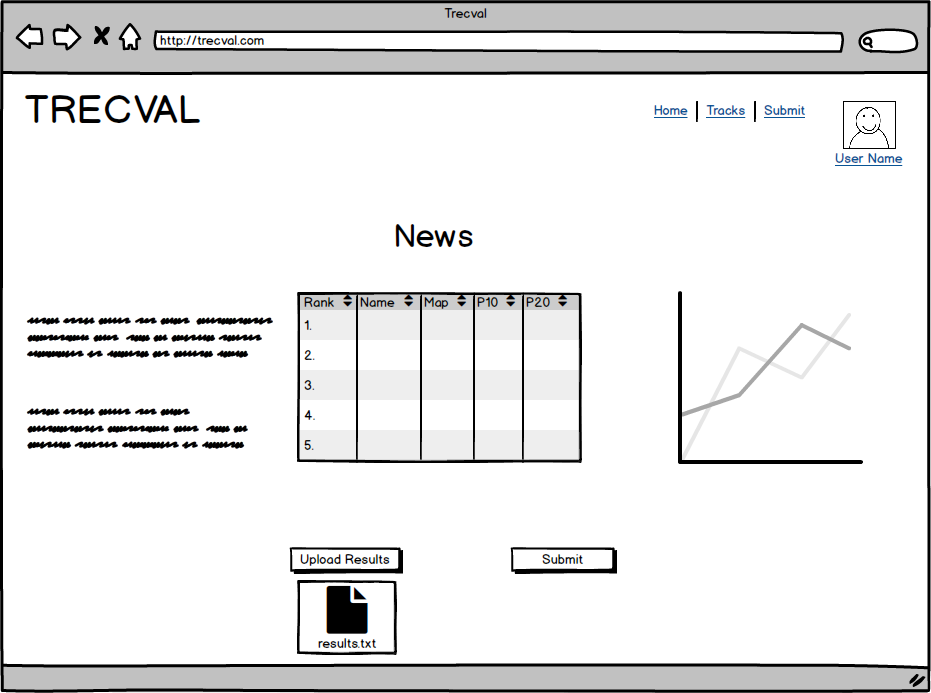 Trecval
http://trecval.com
TRECVAL
Home Tracks Submit
User Name
News
Rank Name Map P10 P20
1.
2.
3.
4.
5.
Upload Results Submit
results.txt